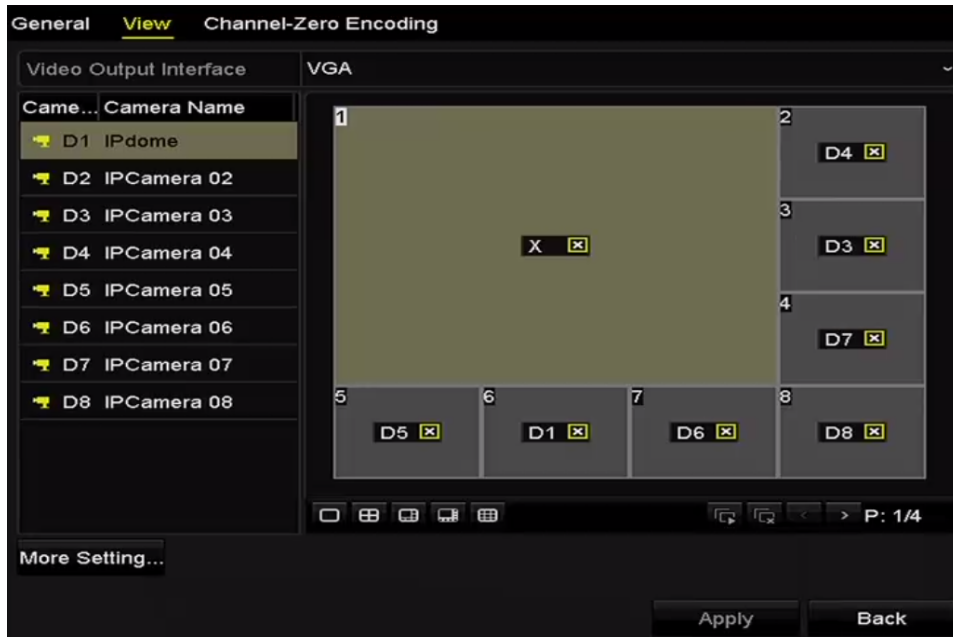 General View Channel-Zero Encoding
Video Output Interface VGA
Came... Camera Name
D1 IPdome
D2 IPCamera 02
D3 IPCamera 03
D4 IPCamera 04
D5 IPCamera 05
D6 IPCamera 06
D7 IPCamera 07
D8 IPCamera 08
1
X
2
D4
3
D3
4
D7
5
D5
6
D1
7
D6
8
D8
P: 1/4
More Setting...
Apply Back